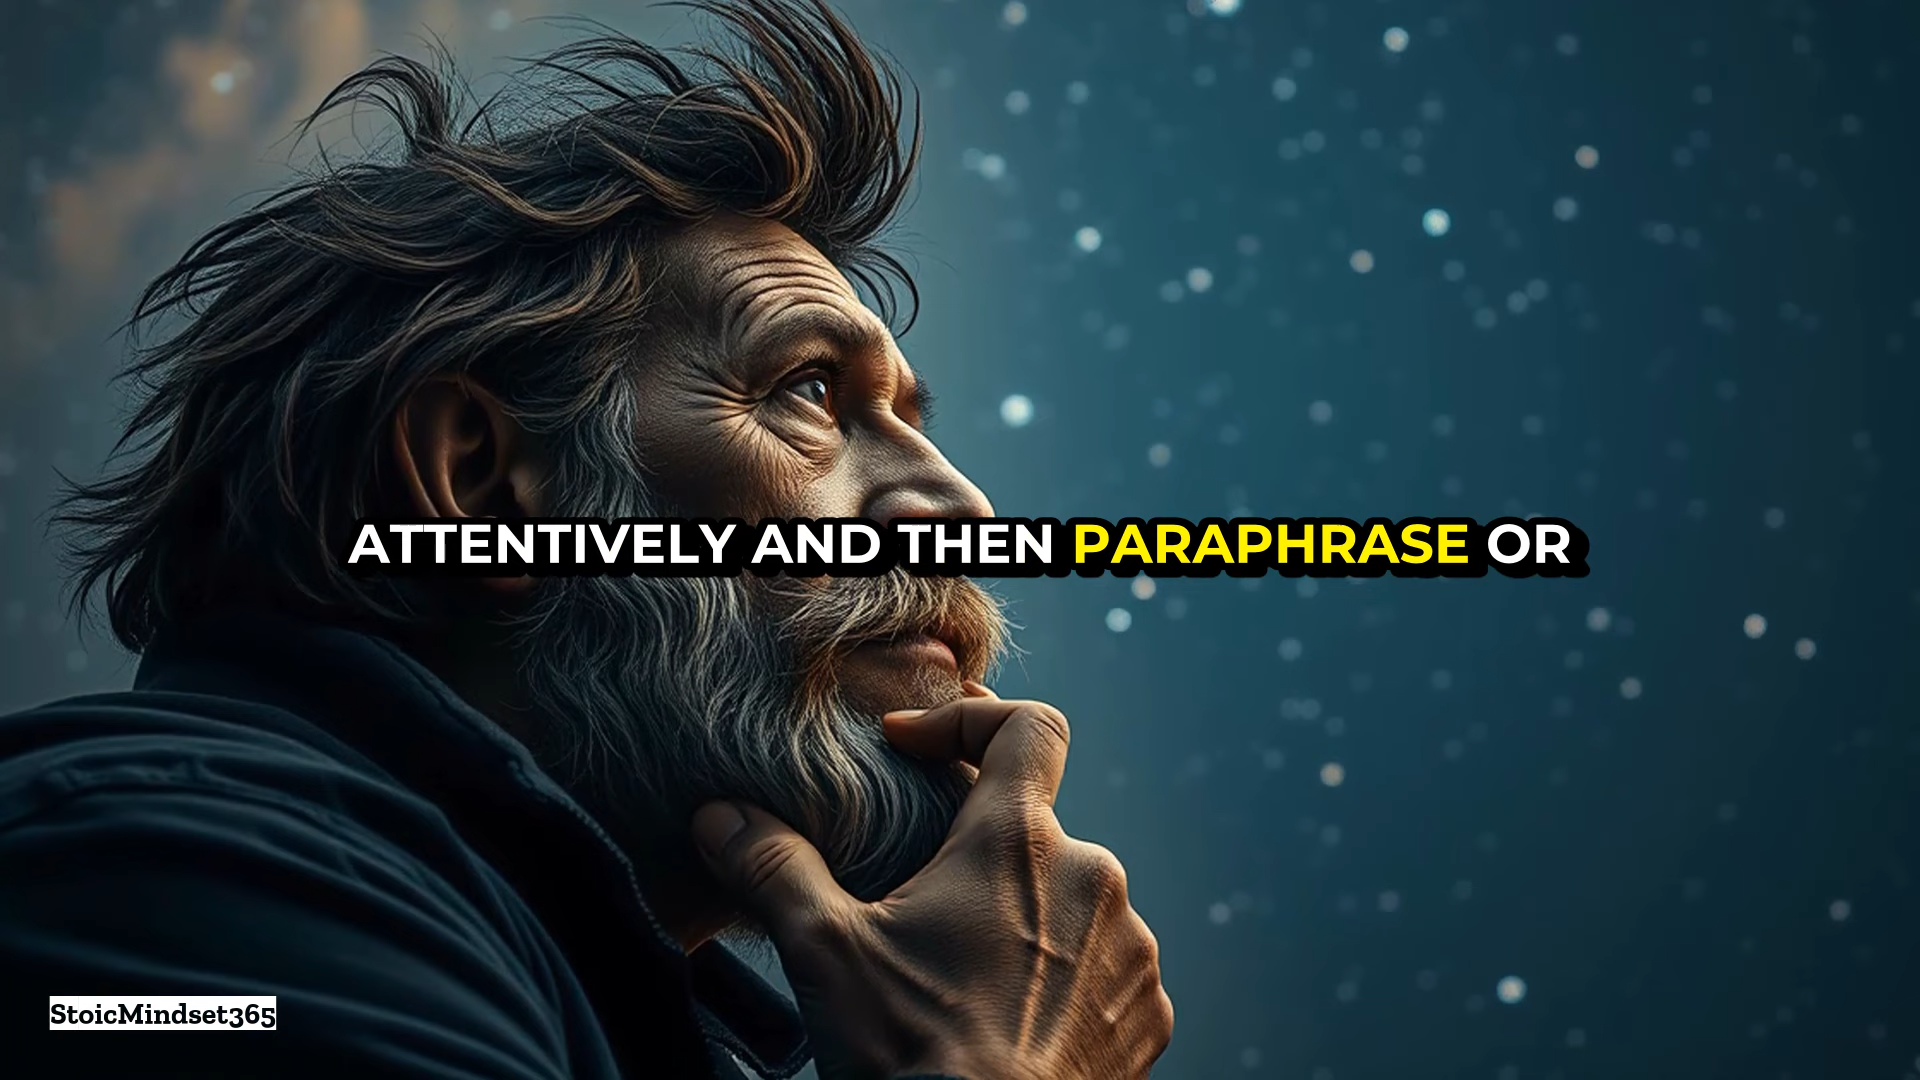 ATTENTIVELY AND THEN PARAPHRASE OR
StoicMindset365